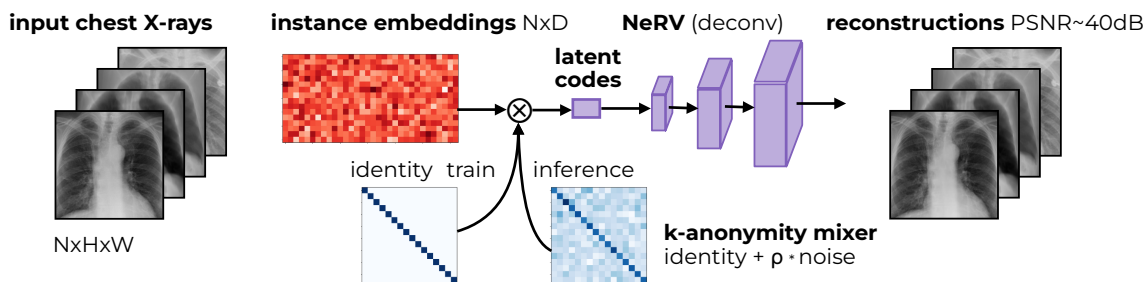 input chest X-rays
instance embeddings NxD
NeRV (deconv)
reconstructions PSNR~40dB
latent
codes
identity train
inference
NxHxW
k-anonymity mixer
identity + ρ * noise